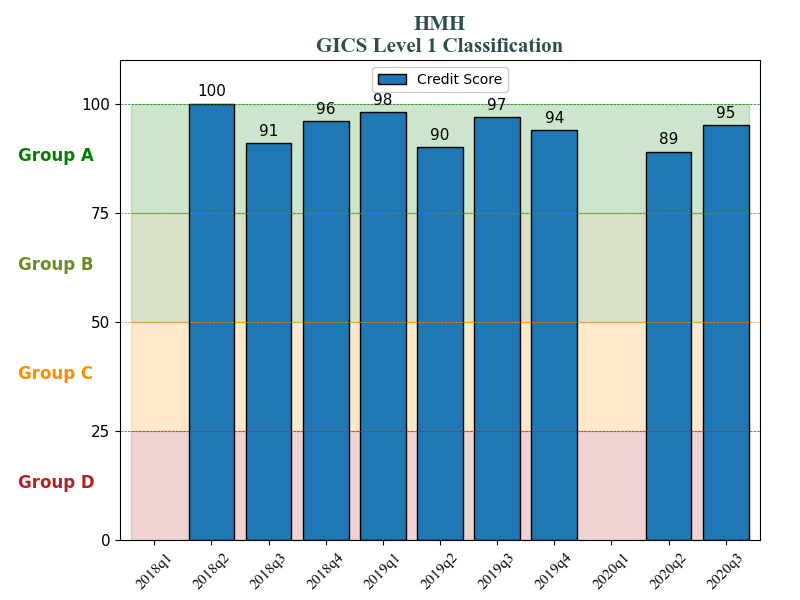 HMH
GICS Level 1 Classification
Credit Score
100
91
96
98
90
97
94
89
95
100
75
50
25
0
Group A
Group B
Group C
Group D
2018q1
2018q2
2018q3
2018q4
2019q1
2019q2
2019q3
2019q4
2020q1
2020q2
2020q3